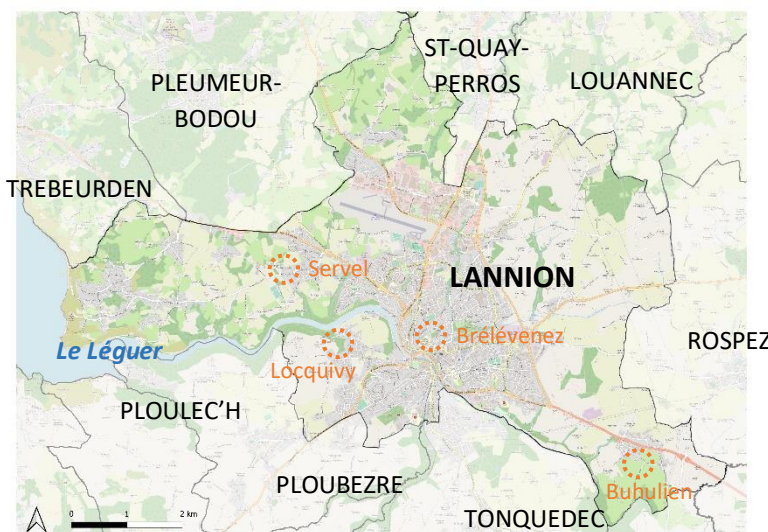 ST-QUAY-
PERROS
PLEUMEUR-
BODOU
LOUANNEC
TREBEURDEN
Servel
LANNION
Brélévenez
ROSPEZ
Le Léguer
Locquivy
PLOULEC'H
Buhulien
PLOUBEZRE
TONQUEDEC
0 1 2 km